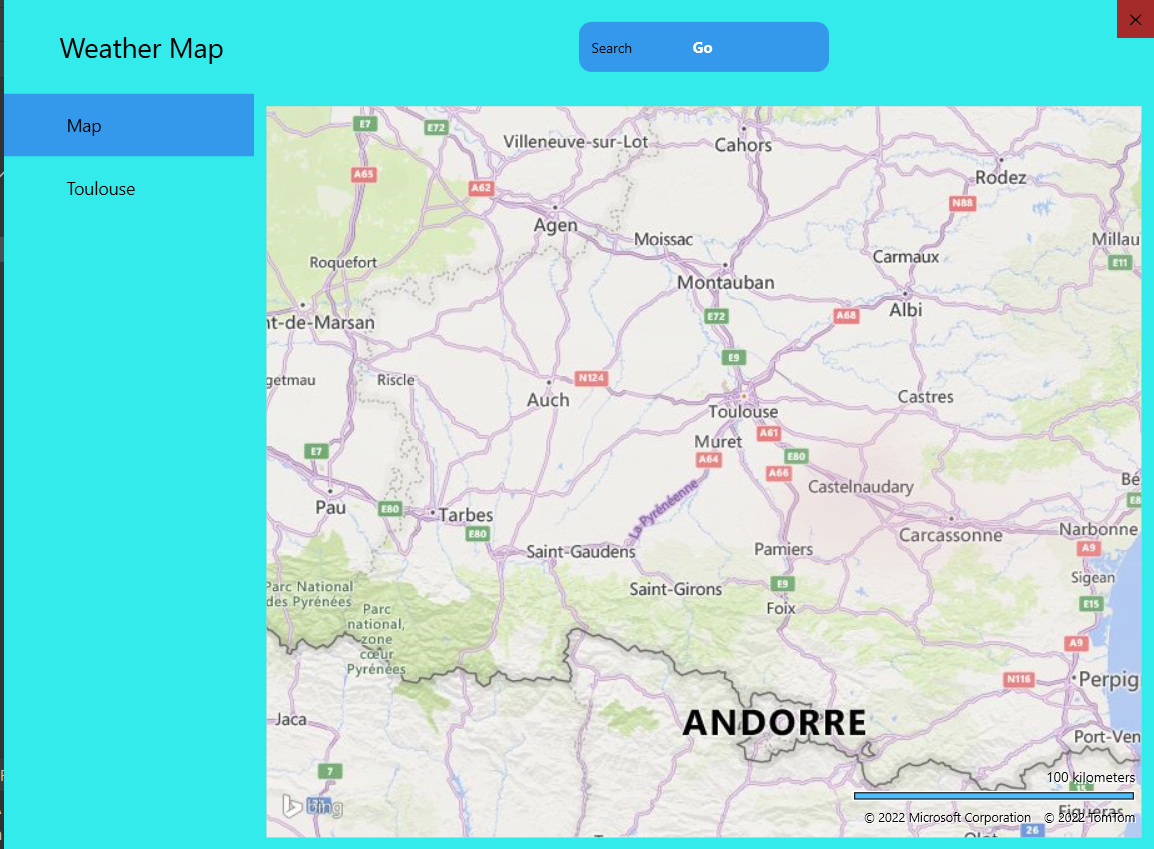 Weather Map
Search
Go
Map
Toulouse
E7
E72
Villeneuve-sur-Lot
Cahors
A65
A62
Rodez
N88
Agen
Moissac
Millau
Roquefort
Carmaux
E11
Montauban
nt-de-Marsan
E72
A68
Albi
E9
getmau
Riscle
N124
Auch
Castres
Toulouse
A61
Muret
E7
A64
E80
A66
Castelnaudary
Bé
E8
Pau
E80
Tarbes
La Pyrénéenne
E80
Carcassonne
Narbonne
Saint-Gaudens
Pamiers
A9
Parc National
des Pyrénées
Saint-Girons
E9
Sigean
Parc
national,
zone
cœur
Pyrénées
Foix
E15
A9
N116
Perpig
Jaca
ANDORRE
Port-Ven
7
100 kilometers
bing
Figueras
© 2022 Microsoft Corporation © 2022 TomTom
26